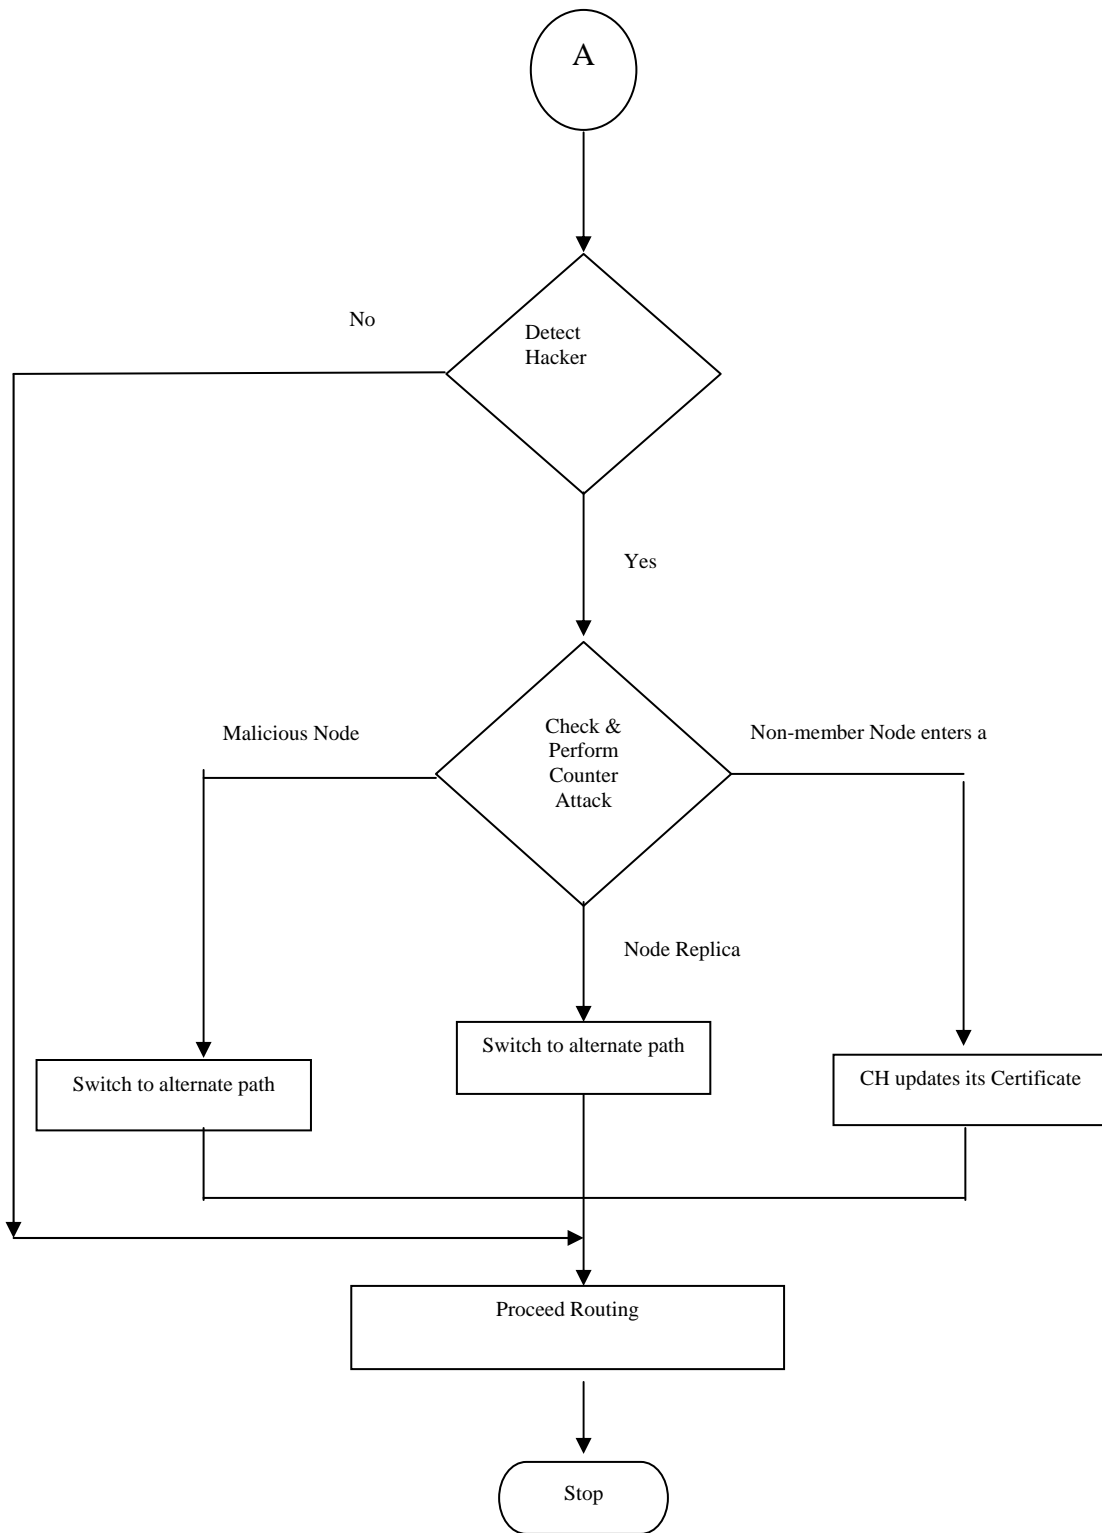 A
No
Detect
Hacker
Yes
Malicious Node
Check &
Perform
Counter
Attack
Non-member Node enters a
Node Replica
Switch to alternate path
Switch to alternate path
CH updates its Certificate
Proceed Routing
Stop